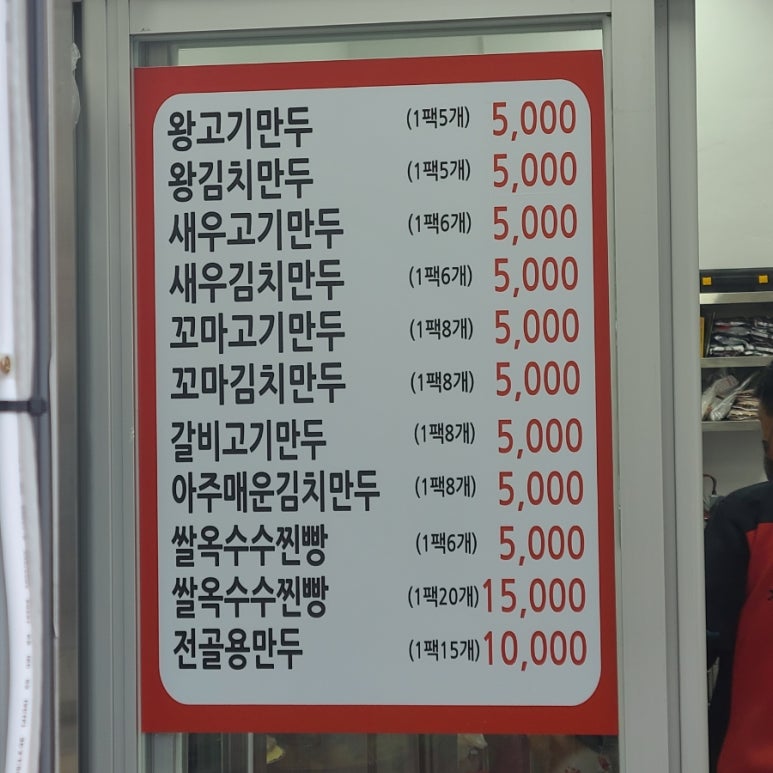 왕고기만두 (1팩5개) 5,000
왕김치만두 (1팩5개) 5,000
새우고기만두 (1팩6개) 5,000
새우김치만두 (1팩6개) 5,000
꼬마고기만두 (1팩8개) 5,000
꼬마김치만두 (1팩8개) 5,000
갈비고기만두 (1팩8개) 5,000
아주매운김치만두 (1팩8개) 5,000
쌀옥수수찐빵 (1팩6개) 5,000
쌀옥수수찐빵 (1팩20개) 15,000
전골용만두 (1팩15개) 10,000